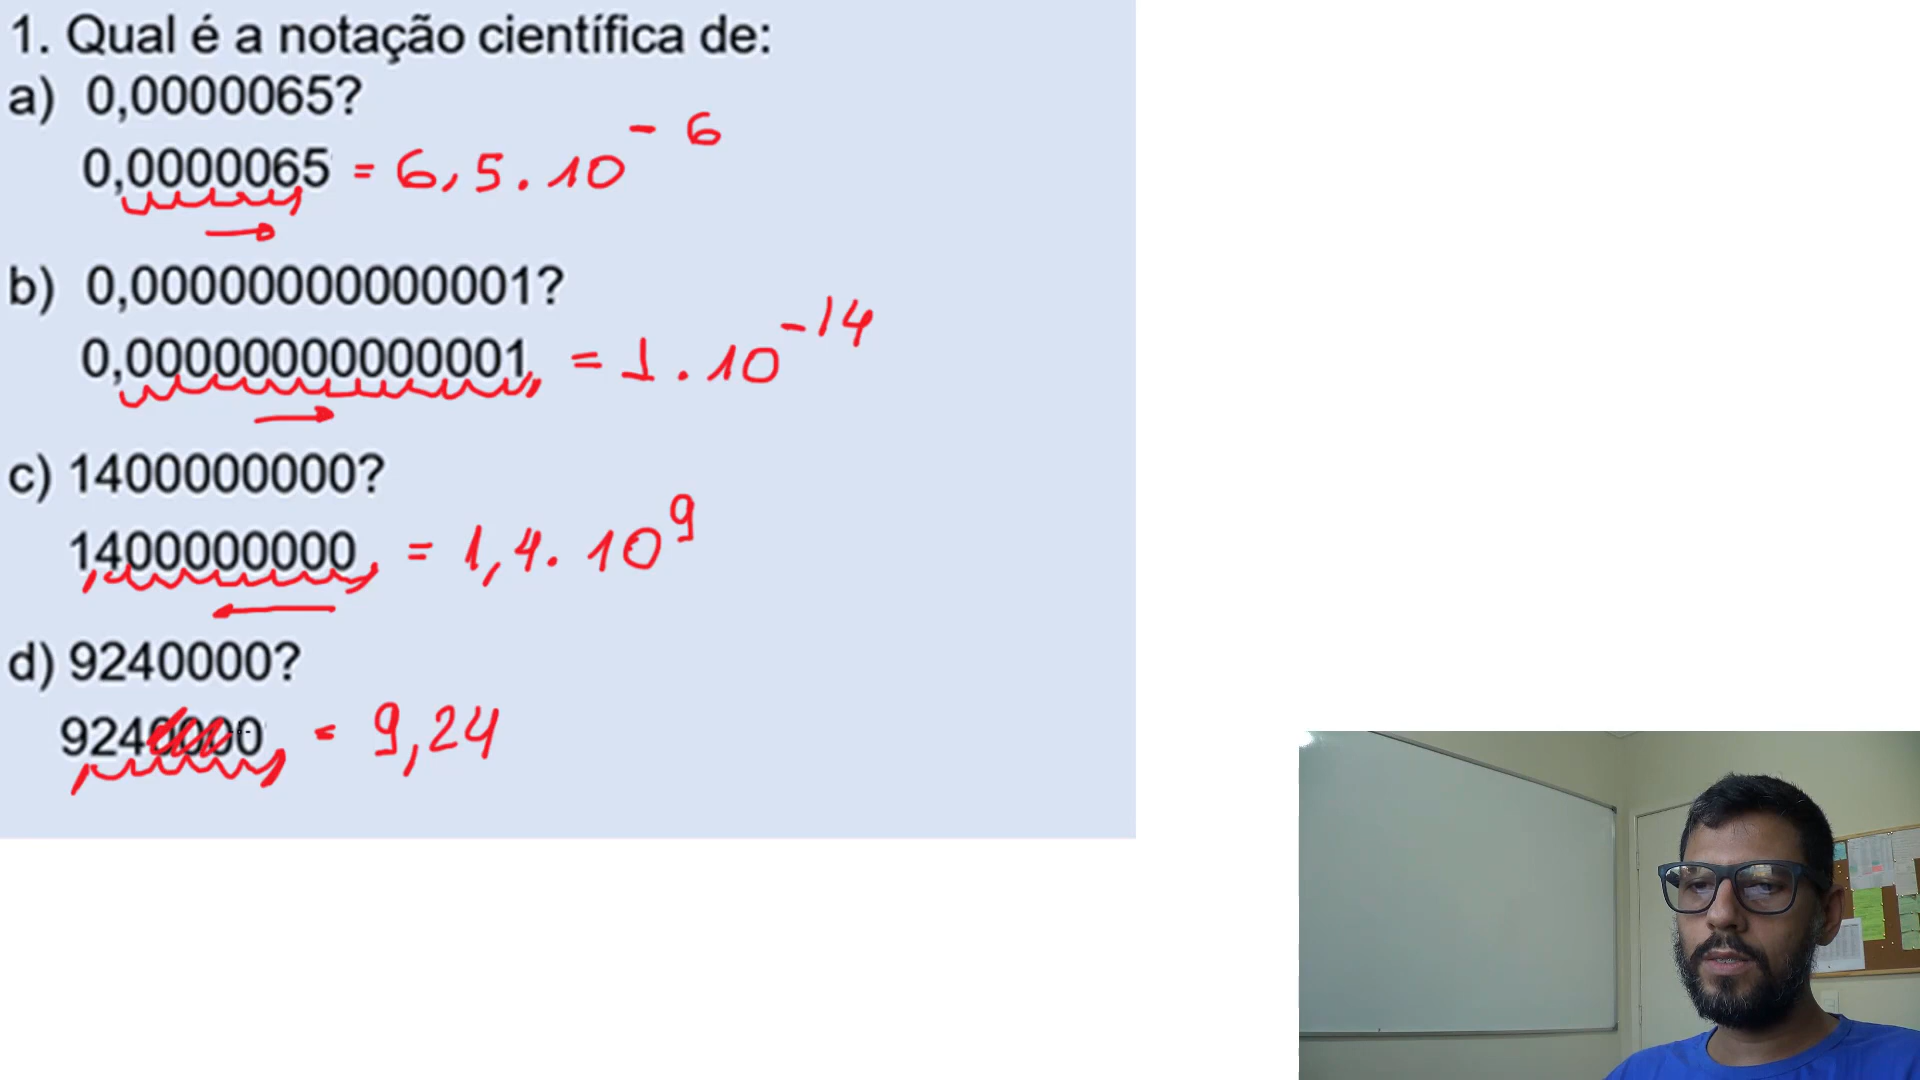 1. Qual é a notação científica de:
a) 0,0000065?
0,0000065 = 6,5 . 10⁻⁶
b) 0,00000000000001?
0,00000000000001, = 1 . 10⁻¹⁴
c) 1400000000?
1400000000, = 1,4 . 10⁹
d) 9240000?
9240000, = 9,24